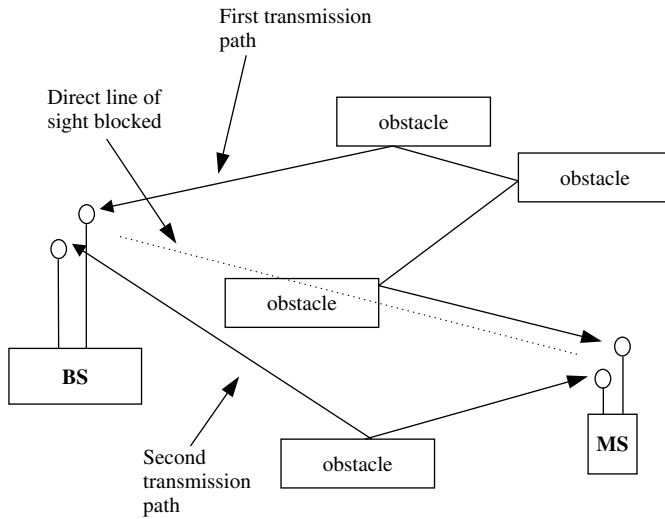 First transmission
path
Direct line of
sight blocked
obstacle
obstacle
obstacle
BS
MS
obstacle
Second
transmission
path